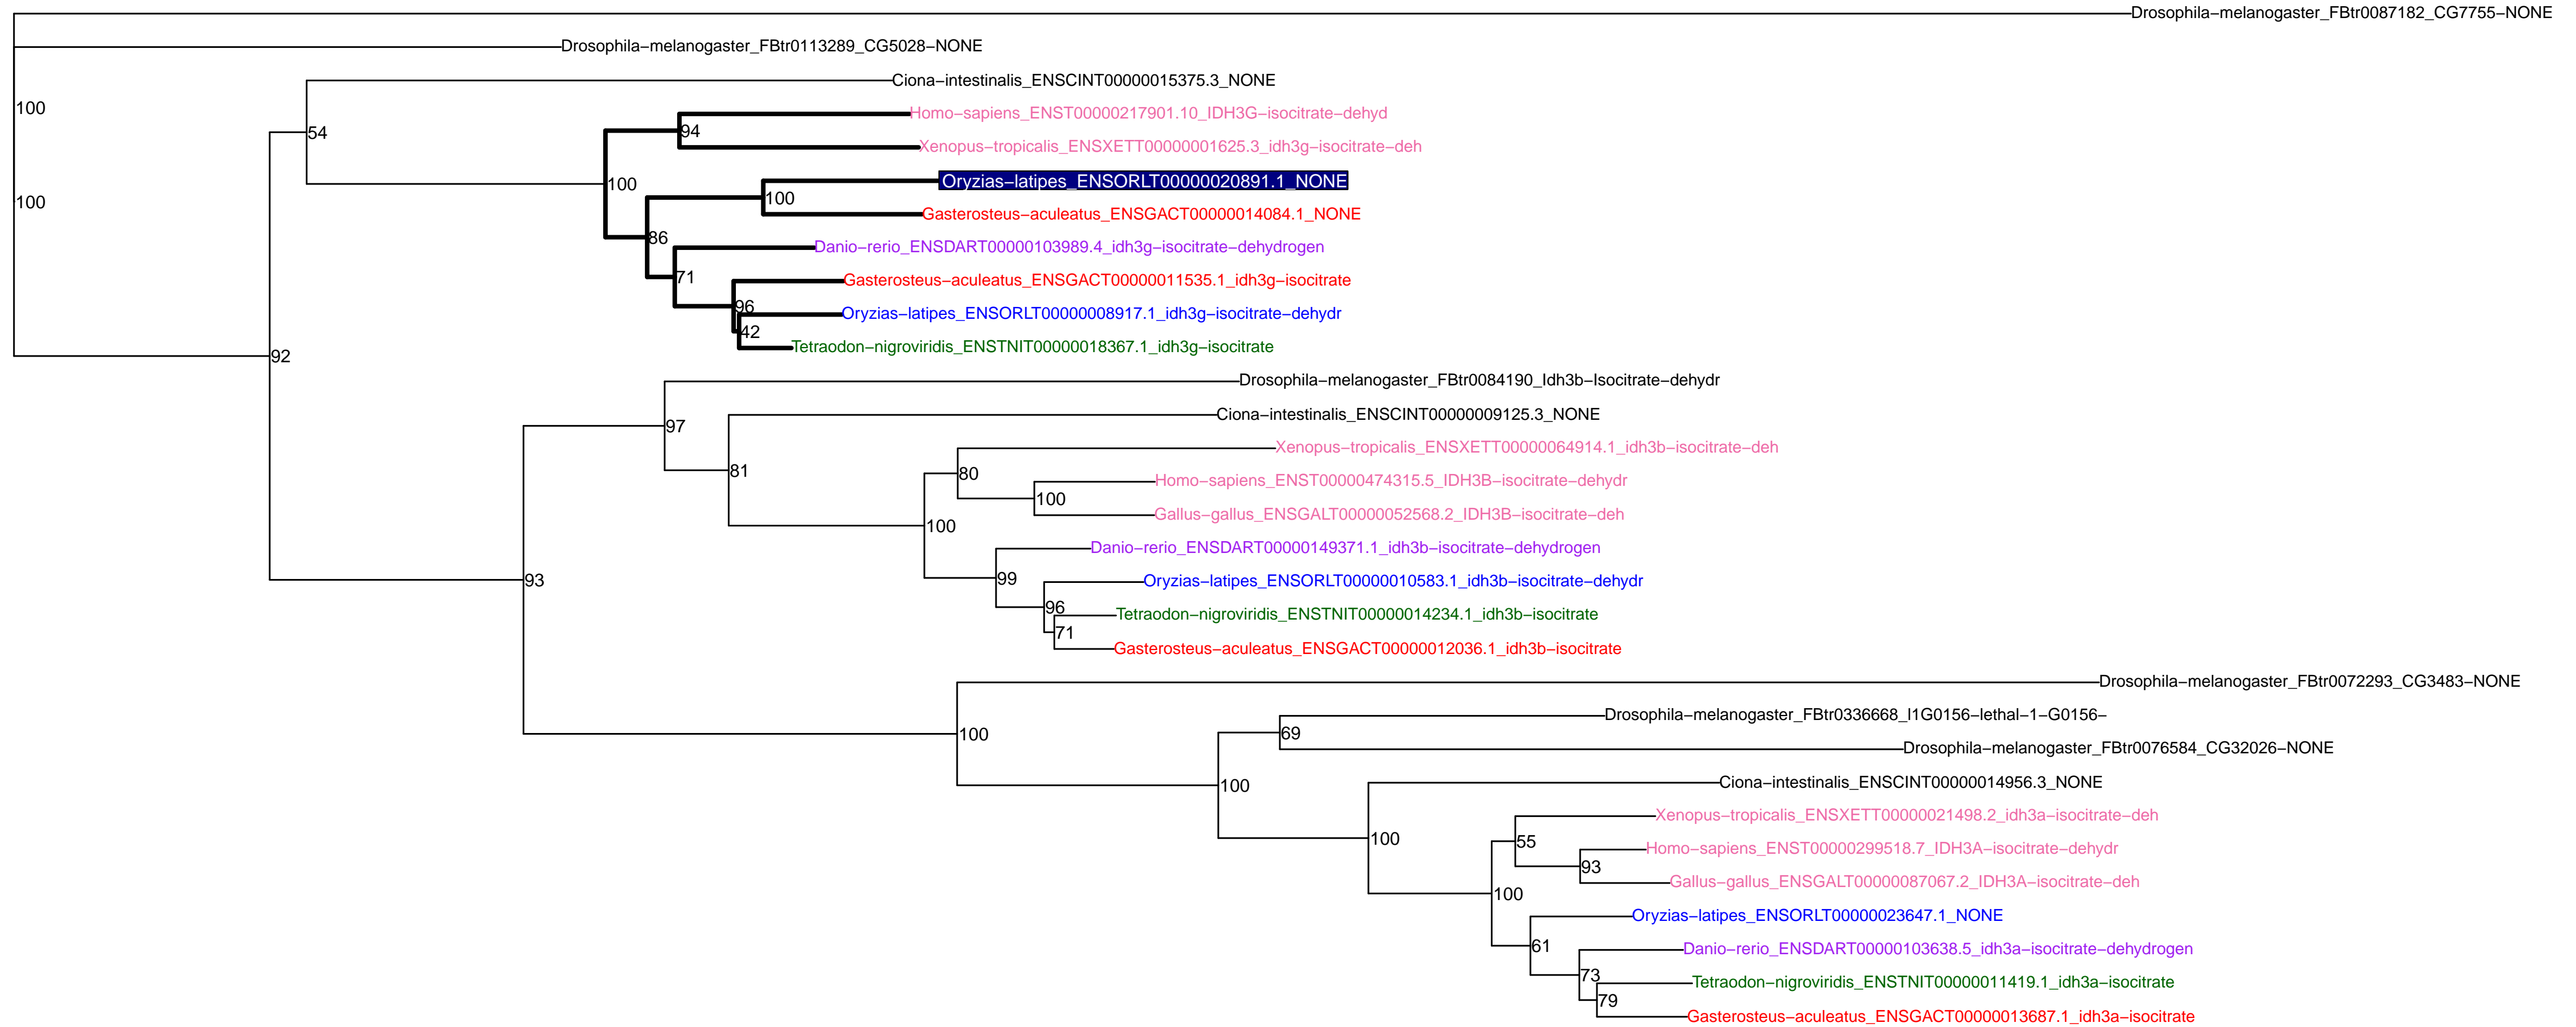 Drosophila−melanogaster_FBtr0087182_CG7755−NONE
Drosophila−melanogaster_FBtr0113289_CG5028−NONE
Ciona−intestinalis_ENSCINT00000015375.3_NONE
100
Homo−sapiens_ENST00000217901.10_IDH3G−isocitrate−dehyd
54
94
Xenopus−tropicalis_ENSXETT00000001625.3_idh3g−isocitrate−deh
Oryzias−latipes_ENSORLT00000020891.1_NONE
100
100
100
Gasterosteus−aculeatus_ENSGACT00000014084.1_NONE
86
Danio−rerio_ENSDART00000103989.4_idh3g−isocitrate−dehydrogen
71
Gasterosteus−aculeatus_ENSGACT00000011535.1_idh3g−isocitrate
96
Oryzias−latipes_ENSORLT00000008917.1_idh3g−isocitrate−dehydr
42
Tetraodon−nigroviridis_ENSTNIT00000018367.1_idh3g−isocitrate
92
Drosophila−melanogaster_FBtr0084190_Idh3b−Isocitrate−dehydr
Ciona−intestinalis_ENSCINT00000009125.3_NONE
97
Xenopus−tropicalis_ENSXETT00000064914.1_idh3b−isocitrate−deh
81
80
Homo−sapiens_ENST00000474315.5_IDH3B−isocitrate−dehydr
100
Gallus−gallus_ENSGALT00000052568.2_IDH3B−isocitrate−deh
100
Danio−rerio_ENSDART00000149371.1_idh3b−isocitrate−dehydrogen
93
99
Oryzias−latipes_ENSORLT00000010583.1_idh3b−isocitrate−dehydr
96
Tetraodon−nigroviridis_ENSTNIT00000014234.1_idh3b−isocitrate
71
Gasterosteus−aculeatus_ENSGACT00000012036.1_idh3b−isocitrate
Drosophila−melanogaster_FBtr0072293_CG3483−NONE
Drosophila−melanogaster_FBtr0336668_l1G0156−lethal−1−G0156−
100
69
Drosophila−melanogaster_FBtr0076584_CG32026−NONE
100
Ciona−intestinalis_ENSCINT00000014956.3_NONE
Xenopus−tropicalis_ENSXETT00000021498.2_idh3a−isocitrate−deh
100
55
Homo−sapiens_ENST00000299518.7_IDH3A−isocitrate−dehydr
93
Gallus−gallus_ENSGALT00000087067.2_IDH3A−isocitrate−deh
100
Oryzias−latipes_ENSORLT00000023647.1_NONE
61
Danio−rerio_ENSDART00000103638.5_idh3a−isocitrate−dehydrogen
73
Tetraodon−nigroviridis_ENSTNIT00000011419.1_idh3a−isocitrate
79
Gasterosteus−aculeatus_ENSGACT00000013687.1_idh3a−isocitrate